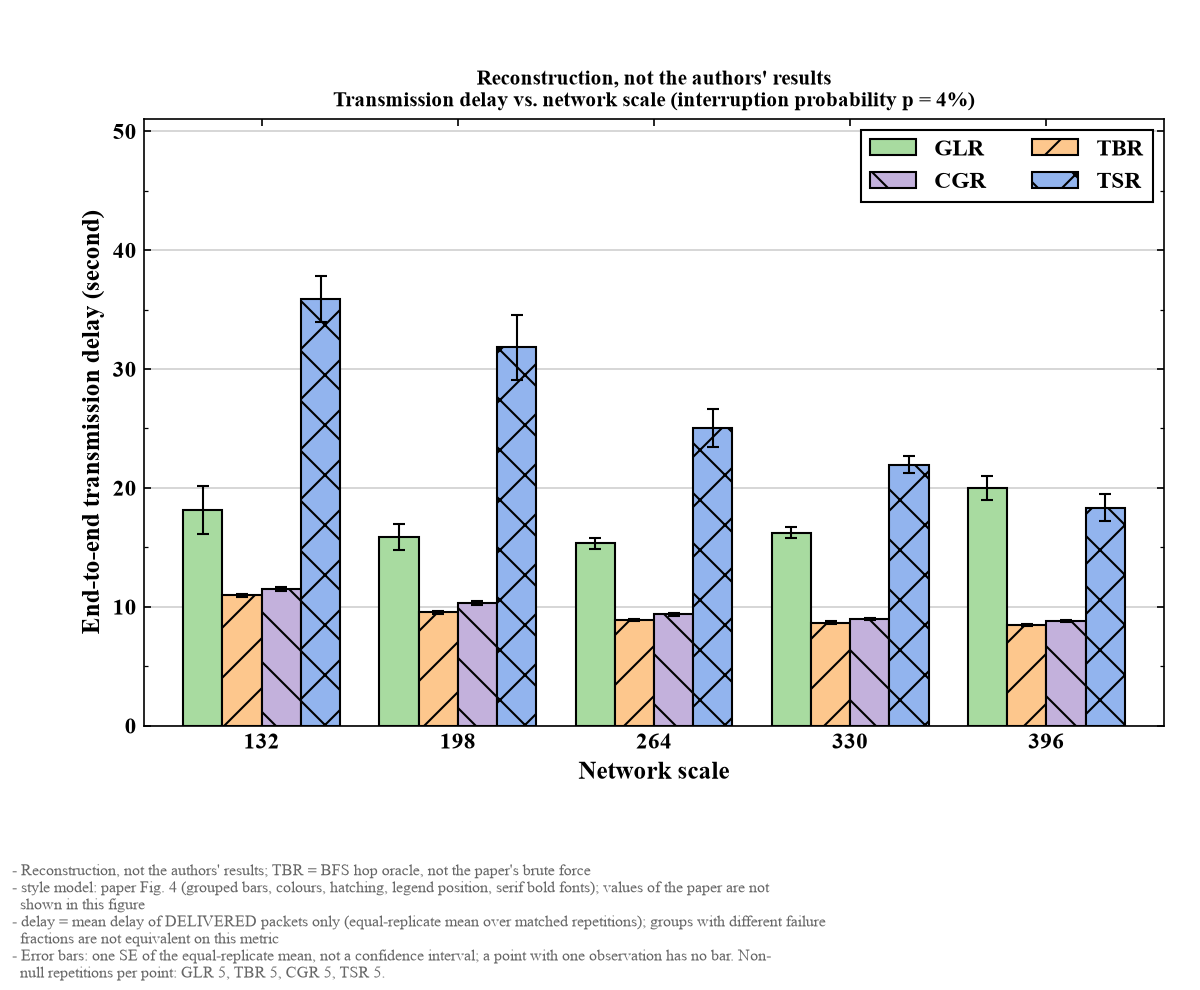 Reconstruction, not the authors' results
Transmission delay vs. network scale (interruption probability p = 4%)
GLR
TBR
CGR
TSR
End-to-end transmission delay (second)
50
40
30
20
10
0
132
198
264
330
396
Network scale
- Reconstruction, not the authors' results; TBR = BFS hop oracle, not the paper's brute force
- style model: paper Fig. 4 (grouped bars, colours, hatching, legend position, serif bold fonts); values of the paper are not
shown in this figure
- delay = mean delay of DELIVERED packets only (equal-replicate mean over matched repetitions); groups with different failure
fractions are not equivalent on this metric
- Error bars: one SE of the equal-replicate mean, not a confidence interval; a point with one observation has no bar. Non-
null repetitions per point: GLR 5, TBR 5, CGR 5, TSR 5.